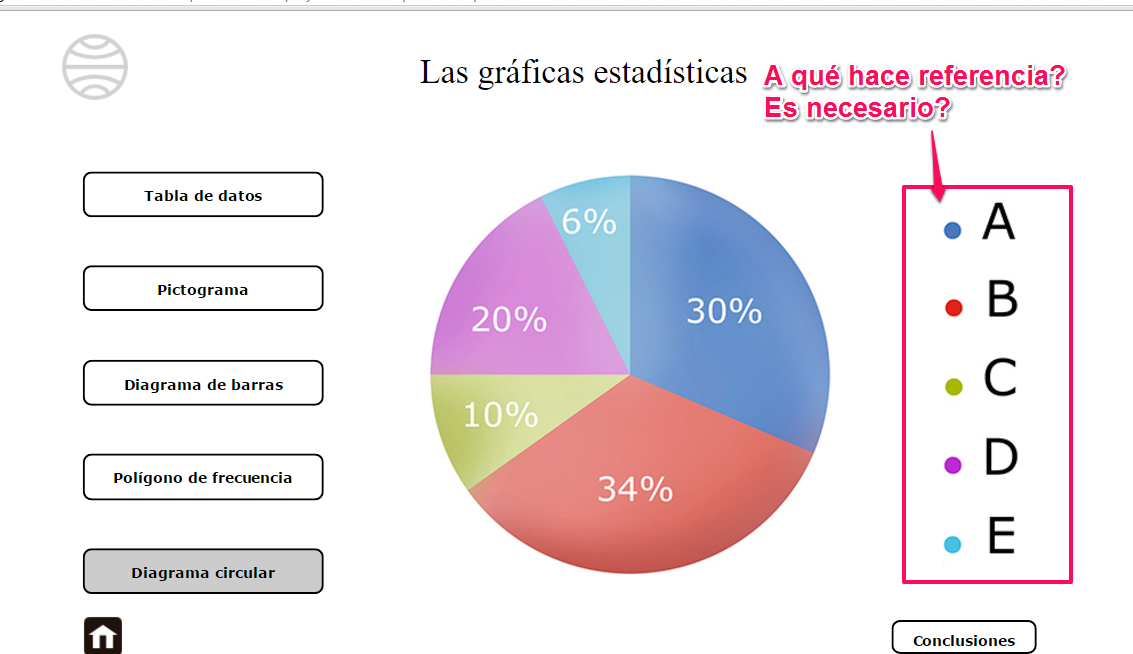 Las gráficas estadísticas
A qué hace referencia?
Es necesario?
Tabla de datos
Pictograma
Diagrama de barras
Polígono de frecuencia
Diagrama circular
6%
30%
20%
10%
34%
A
B
C
D
E
Conclusiones